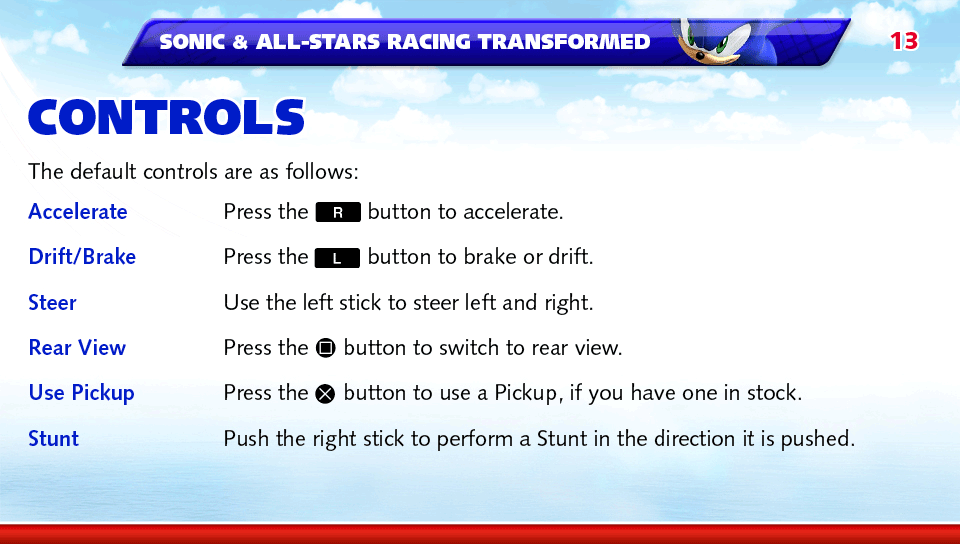 SONIC & ALL-STARS RACING TRANSFORMED
13
CONTROLS
The default controls are as follows:
Accelerate Press the R button to accelerate.
Drift/Brake Press the L button to brake or drift.
Steer Use the left stick to steer left and right.
Rear View Press the button to switch to rear view.
Use Pickup Press the button to use a Pickup, if you have one in stock.
Stunt Push the right stick to perform a Stunt in the direction it is pushed.